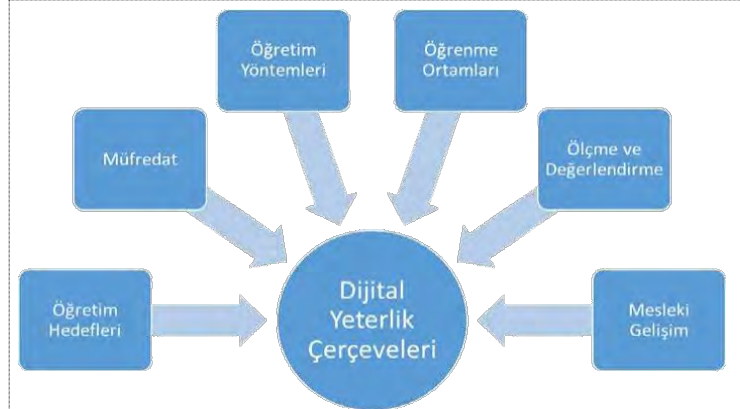 Öğretim
Yöntemleri
Öğrenme
Ortamları
Müfredat
Ölçme ve
Değerlendirme
Öğretim
Hedefleri
Dijital
Yeterlik
Çerçeveleri
Mesleki
Gelişim